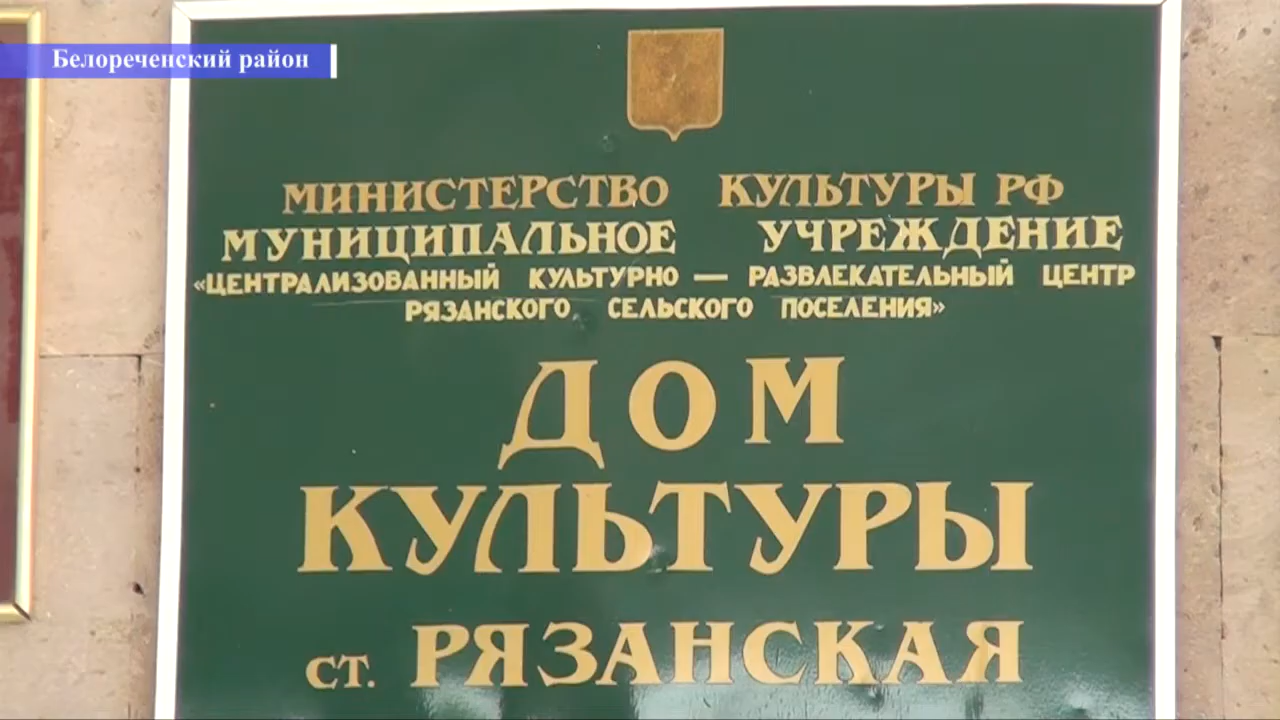 Белореченский район
МИНИСТЕРСТВО КУЛЬТУРЫ РФ
МУНИЦИПАЛЬНОЕ УЧРЕЖДЕНИЕ
«ЦЕНТРАЛИЗОВАННЫЙ КУЛЬТУРНО — РАЗВЛЕКАТЕЛЬНЫЙ ЦЕНТР
РЯЗАНСКОГО СЕЛЬСКОГО ПОСЕЛЕНИЯ»
ДОМ
КУЛЬТУРЫ
СТ. РЯЗАНСКАЯ